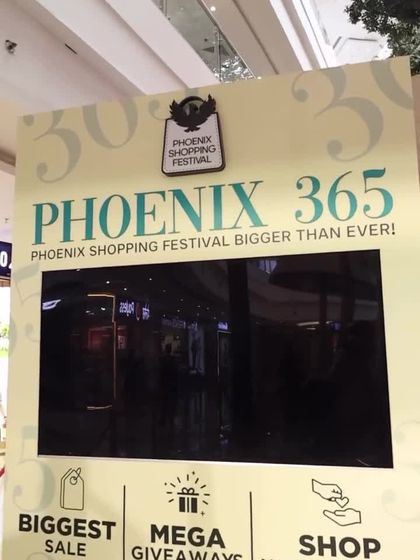 PHOENIX
SHOPPING
FESTIVAL
PHOENIX 365
PHOENIX SHOPPING FESTIVAL BIGGER THAN EVER!
BIGGEST
SALE
MEGA
GIVEAWAYS
SHOP